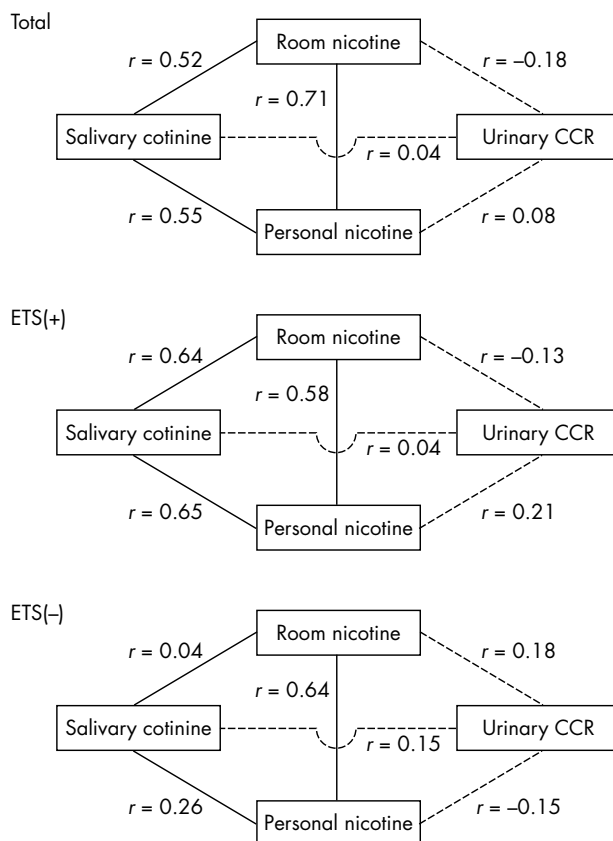 Total
Room nicotine
r = 0.52
r = –0.18
r = 0.71
Salivary cotinine
Urinary CCR
r = 0.04
r = 0.55
r = 0.08
Personal nicotine
ETS(+)
Room nicotine
r = 0.64
r = –0.13
r = 0.58
Salivary cotinine
Urinary CCR
r = 0.04
r = 0.65
r = 0.21
Personal nicotine
ETS(–)
Room nicotine
r = 0.04
r = 0.18
r = 0.64
Salivary cotinine
Urinary CCR
r = 0.15
r = 0.26
r = –0.15
Personal nicotine